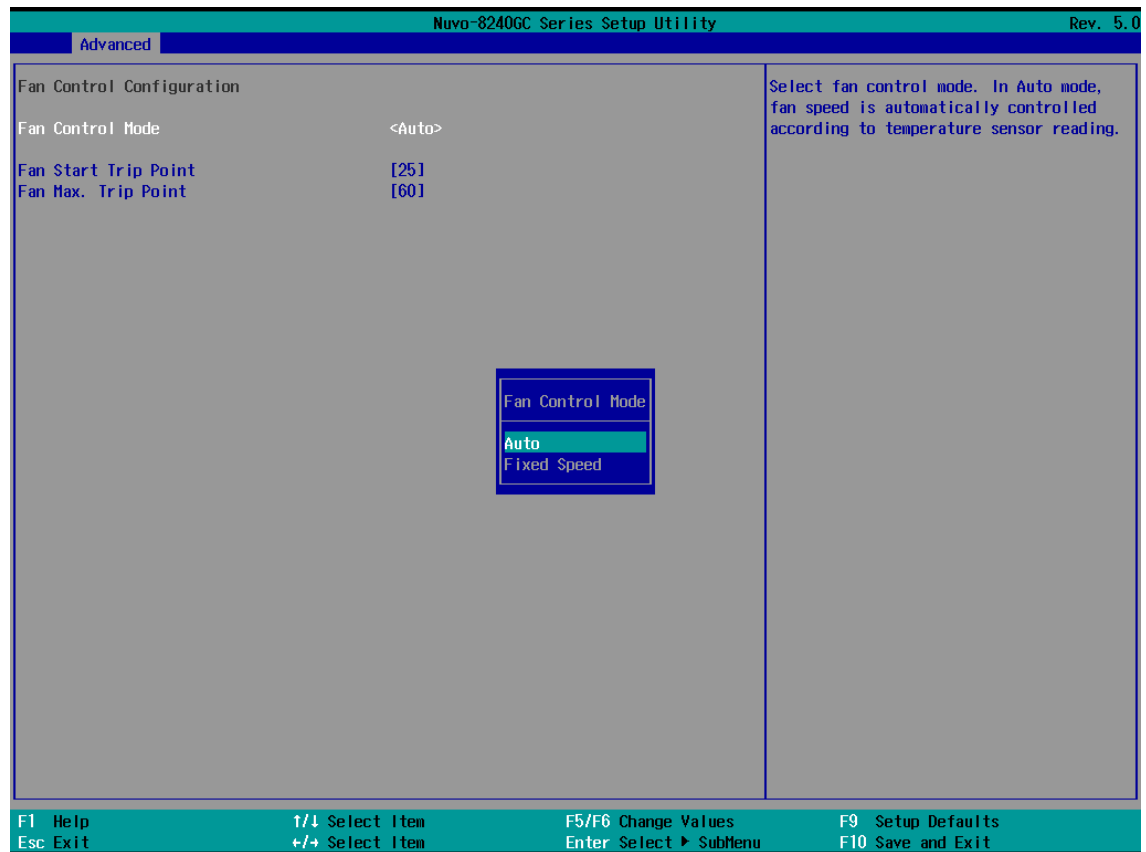 Nuvo-8240GC Series Setup Utility Rev. 5.0
Advanced
Fan Control Configuration
Fan Control Mode <Auto>
Fan Start Trip Point [25]
Fan Max. Trip Point [60]
Select fan control mode. In Auto mode,
fan speed is automatically controlled
according to temperature sensor reading.
Fan Control Mode
Auto
Fixed Speed
F1 Help ↑/↓ Select Item F5/F6 Change Values F9 Setup Defaults
Esc Exit ←/→ Select Item Enter Select ▶ SubMenu F10 Save and Exit